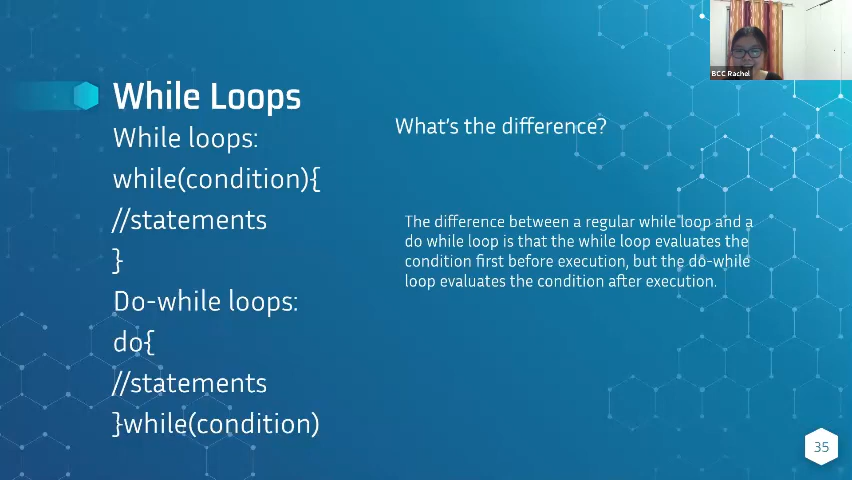 BCC Rachel
While Loops
While loops:
while(condition){
//statements
}
Do-while loops:
do{
//statements
}while(condition)
What's the difference?
The difference between a regular while loop and a
do while loop is that the while loop evaluates the
condition first before execution, but the do-while
loop evaluates the condition after execution.
35